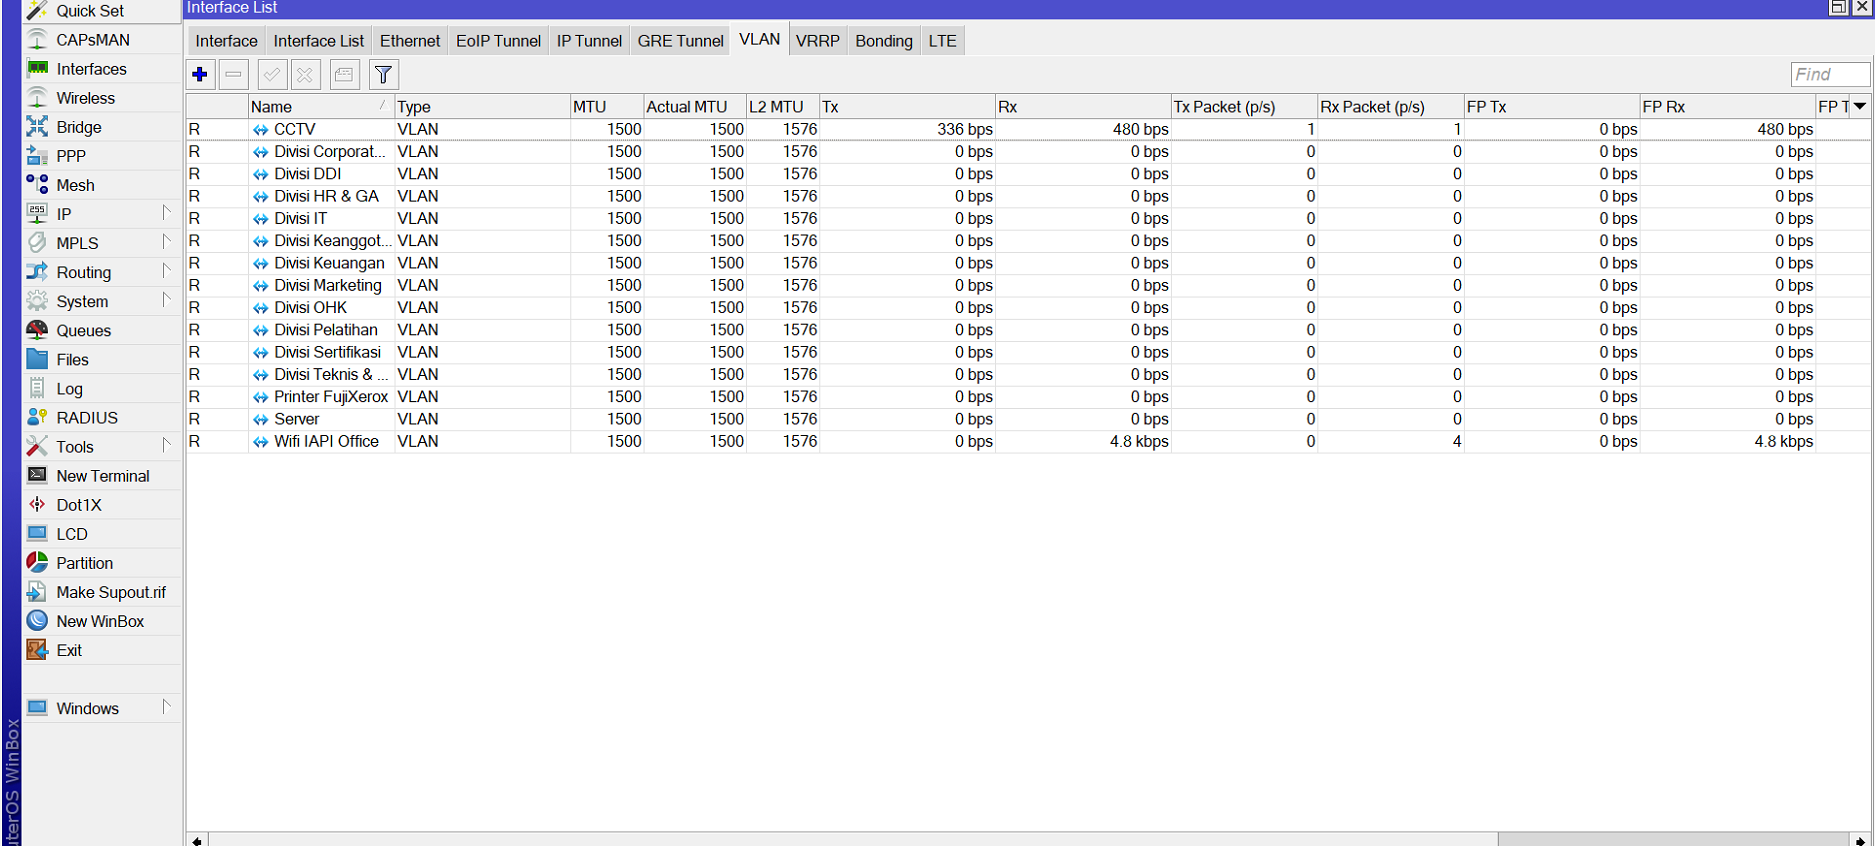 Quick Set
CAPsMAN
Interfaces
Wireless
Bridge
PPP
Mesh
IP
MPLS
Routing
System
Queues
Files
Log
RADIUS
Tools
New Terminal
Dot1X
LCD
Partition
Make Supout.rif
New WinBox
Exit
Windows
uterOS WinBox
Interface List
Interface Interface List Ethernet EoIP Tunnel IP Tunnel GRE Tunnel VLAN VRRP Bonding LTE
Find
Name Type MTU Actual MTU L2 MTU Tx Rx Tx Packet (p/s) Rx Packet (p/s) FP Tx FP Rx FP T
R CCTV VLAN 1500 1500 1576 336 bps 480 bps 1 1 0 bps 480 bps
R Divisi Corporat... VLAN 1500 1500 1576 0 bps 0 bps 0 0 0 bps 0 bps
R Divisi DDI VLAN 1500 1500 1576 0 bps 0 bps 0 0 0 bps 0 bps
R Divisi HR & GA VLAN 1500 1500 1576 0 bps 0 bps 0 0 0 bps 0 bps
R Divisi IT VLAN 1500 1500 1576 0 bps 0 bps 0 0 0 bps 0 bps
R Divisi Keanggot... VLAN 1500 1500 1576 0 bps 0 bps 0 0 0 bps 0 bps
R Divisi Keuangan VLAN 1500 1500 1576 0 bps 0 bps 0 0 0 bps 0 bps
R Divisi Marketing VLAN 1500 1500 1576 0 bps 0 bps 0 0 0 bps 0 bps
R Divisi OHK VLAN 1500 1500 1576 0 bps 0 bps 0 0 0 bps 0 bps
R Divisi Pelatihan VLAN 1500 1500 1576 0 bps 0 bps 0 0 0 bps 0 bps
R Divisi Sertifikasi VLAN 1500 1500 1576 0 bps 0 bps 0 0 0 bps 0 bps
R Divisi Teknis & ... VLAN 1500 1500 1576 0 bps 0 bps 0 0 0 bps 0 bps
R Printer FujiXerox VLAN 1500 1500 1576 0 bps 0 bps 0 0 0 bps 0 bps
R Server VLAN 1500 1500 1576 0 bps 0 bps 0 0 0 bps 0 bps
R Wifi IAPI Office VLAN 1500 1500 1576 0 bps 4.8 kbps 0 4 0 bps 4.8 kbps